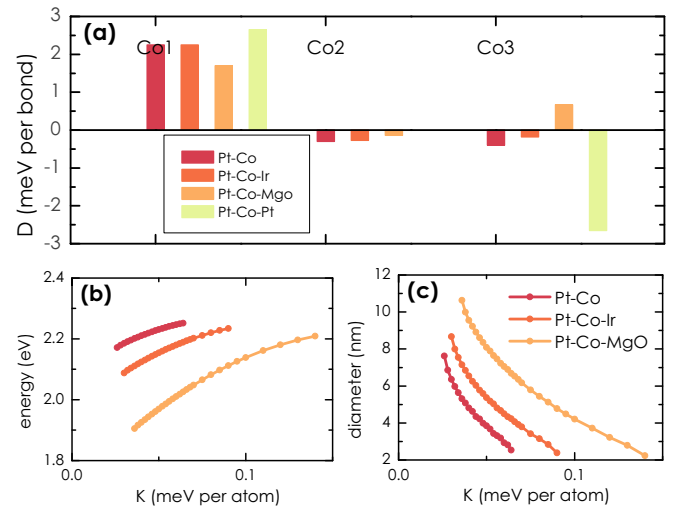 (a)
Co1
Co2
Co3
3
2
1
0
-1
-2
-3
D (meV per bond)
Pt-Co
Pt-Co-Ir
Pt-Co-Mgo
Pt-Co-Pt
(b)
2.4
2.2
2.0
1.8
energy (eV)
0.0
0.1
K (meV per atom)
(c)
12
10
8
6
4
2
diameter (nm)
Pt-Co
Pt-Co-Ir
Pt-Co-MgO
0.0
0.1
K (meV per atom)